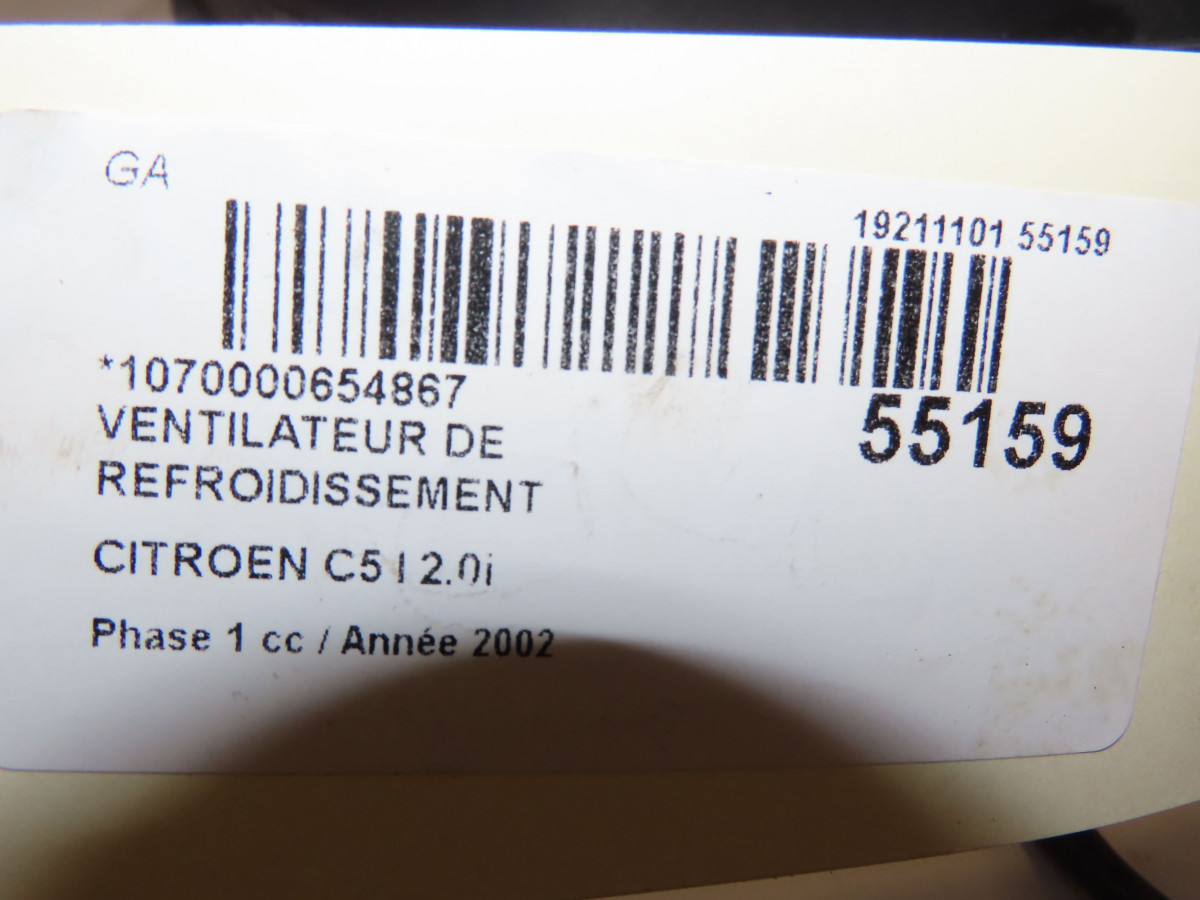 GA
19211101 55159
*1070000654867
55159
VENTILATEUR DE
REFROIDISSEMENT
CITROEN C5 I 2.0i
Phase 1 cc / Année 2002